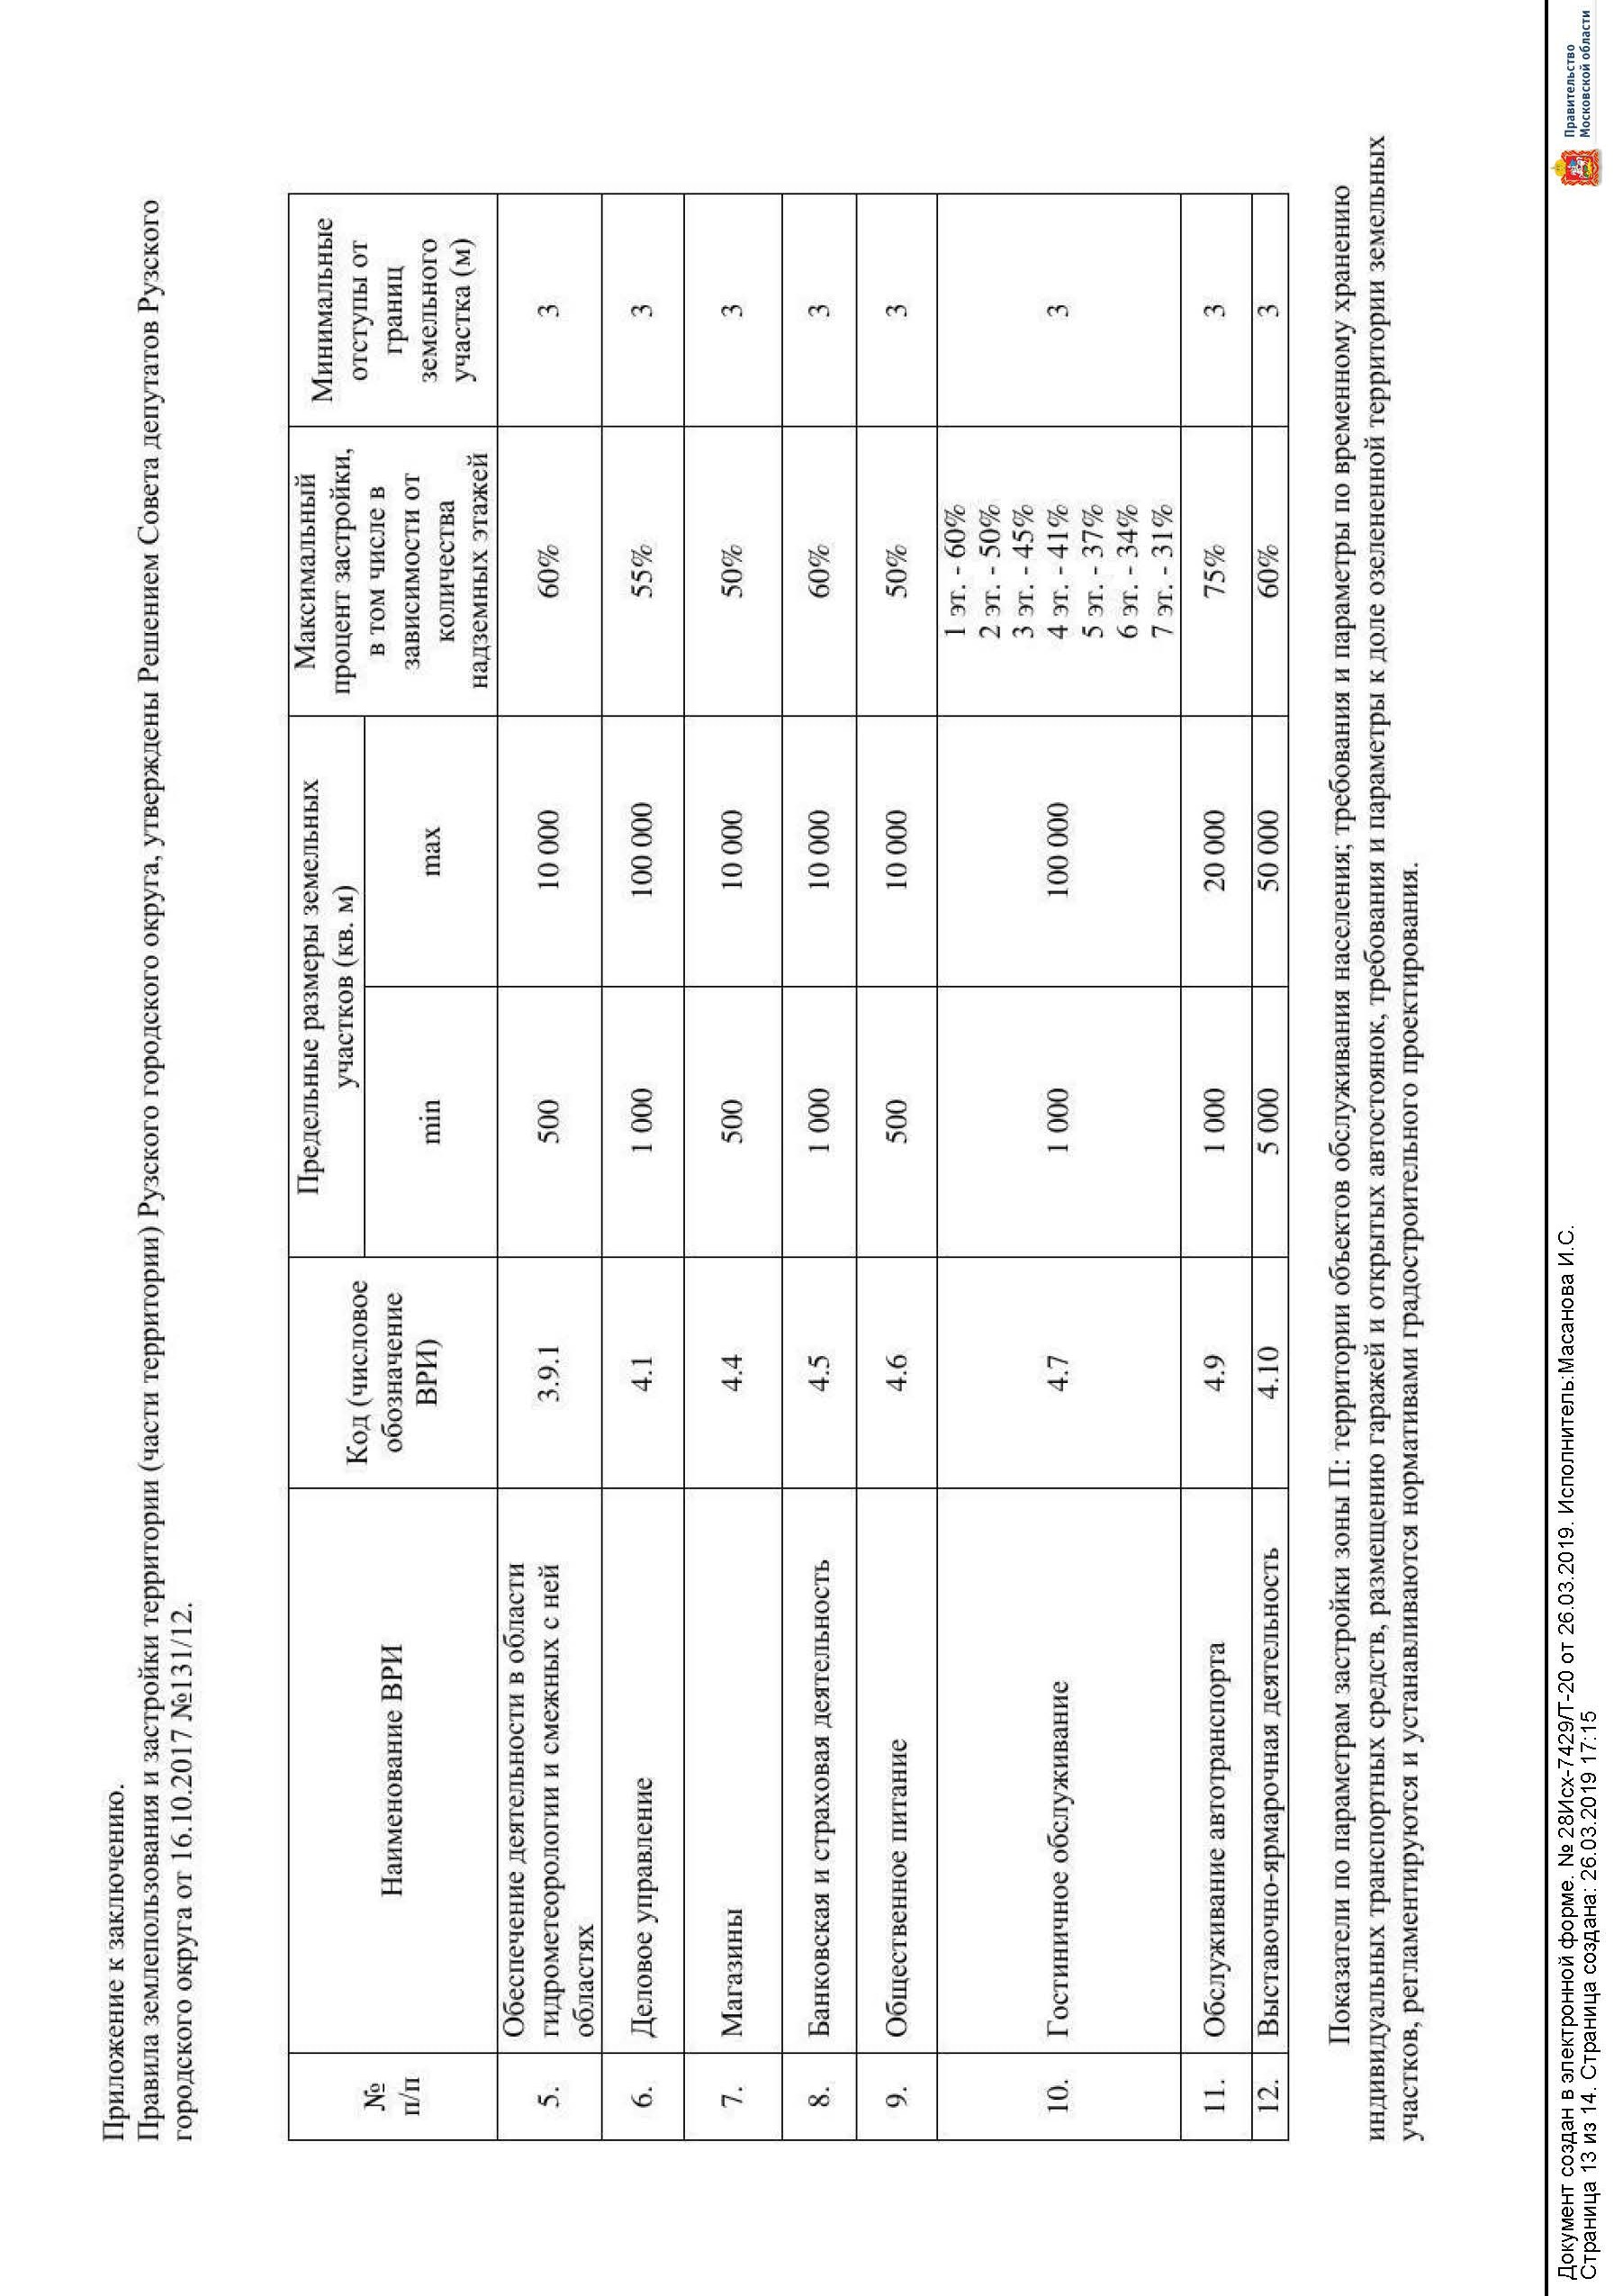 Приложение к заключению.
Правила землепользования и застройки территории (части территории) Рузского городского округа, утверждены Решением Совета депутатов Рузского
городского округа от 16.10.2017 №131/12.
№
п/п
Наименование ВРИ
Код (числовое
обозначение
ВРИ)
Предельные размеры земельных
участков (кв. м)
min
max
Максимальный
процент застройки,
в том числе в
зависимости от
количества
надземных этажей
Минимальные
отступы от
границ
земельного
участка (м)
5. Обеспечение деятельности в области
гидрометеорологии и смежных с ней
областях
3.9.1 500 10 000 60% 3
6. Деловое управление 4.1 1 000 100 000 55% 3
7. Магазины 4.4 500 10 000 50% 3
8. Банковская и страховая деятельность 4.5 1 000 10 000 60% 3
9. Общественное питание 4.6 500 10 000 50% 3
10. Гостиничное обслуживание 4.7 1 000 100 000
1 эт. - 60%
2 эт. - 50%
3 эт. - 45%
4 эт. - 41%
5 эт. - 37%
6 эт. - 34%
7 эт. - 31%
3
11. Обслуживание автотранспорта 4.9 1 000 20 000 75% 3
12. Выставочно-ярмарочная деятельность 4.10 5 000 50 000 60% 3
Показатели по параметрам застройки зоны П: территории объектов обслуживания населения; требования и параметры по временному хранению
индивидуальных транспортных средств, размещению гаражей и открытых автостоянок, требования и параметры к доле озелененной территории земельных
участков, регламентируются и устанавливаются нормативами градостроительного проектирования.
Документ создан в электронной форме. № 28Исх-7429/Т-20 от 26.03.2019. Исполнитель:Масанова И.С.
Страница 13 из 14. Страница создана: 26.03.2019 17:15
Правительство
Московской области